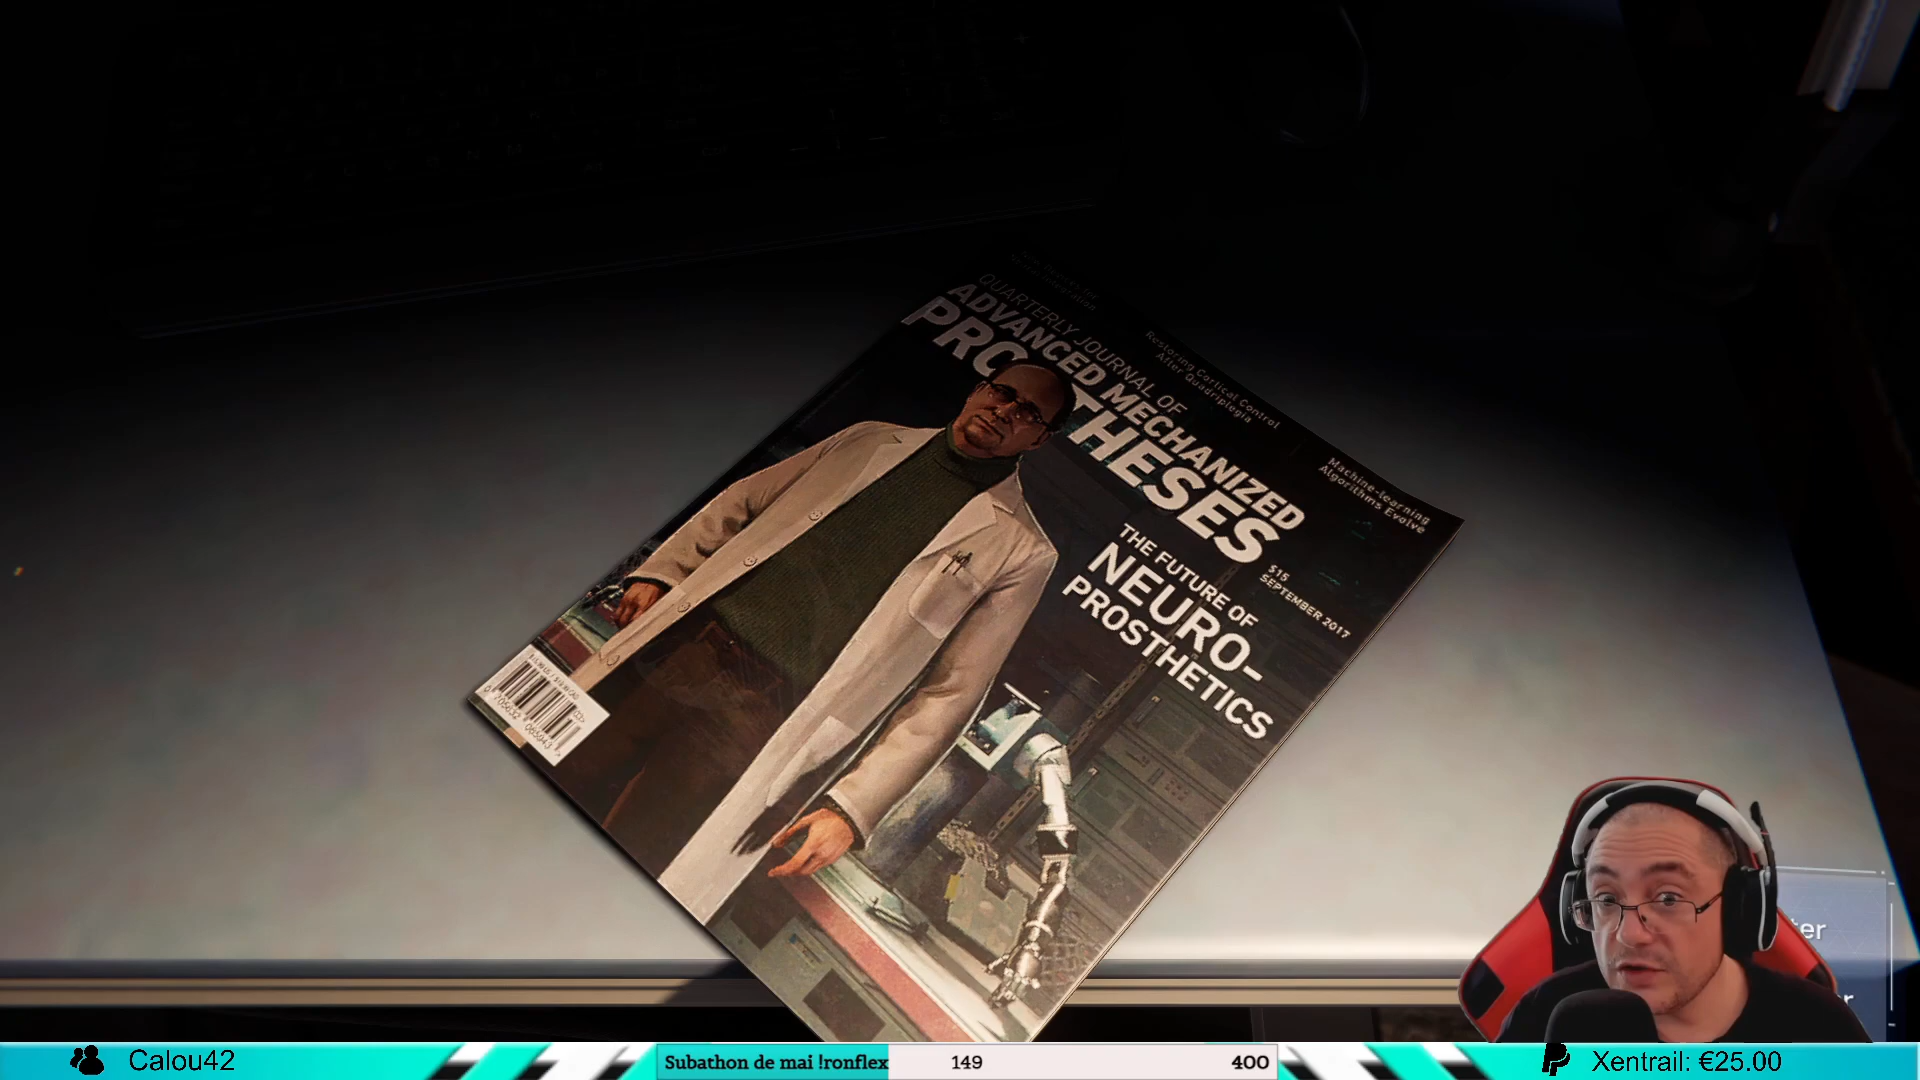 QUARTERLY JOURNAL OF
ADVANCED MECHANIZED
PROSTHESES
Restoring Cortical Control
After Quadriplegia
Machine-learning
Algorithms Evolve
$15
SEPTEMBER 2017
THE FUTURE OF
NEURO-
PROSTHETICS
Calou42
Subathon de mai !ronflex 149 400
Xentrail: €25.00